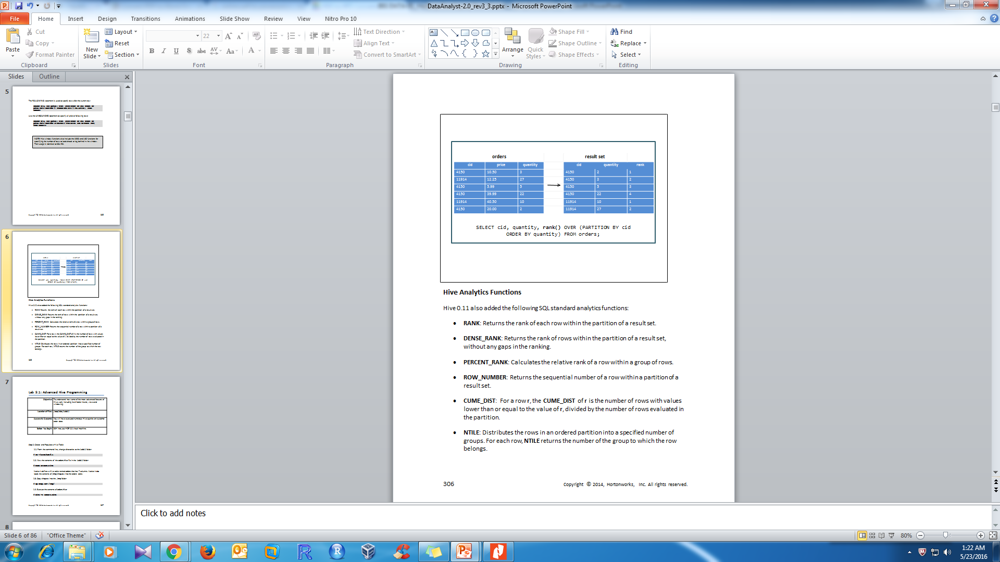 DataAnalyst-2.0_rev3_3.pptx - Microsoft PowerPoint
File Home Insert Design Transitions Animations Slide Show Review View Nitro Pro 10
Paste
Cut
Copy
Format Painter
Clipboard
New Slide
Layout
Reset
Section
Slides
22
Font
Text Direction
Align Text
Convert to SmartArt
Paragraph
Arrange
Quick Styles
Shape Fill
Shape Outline
Shape Effects
Drawing
Find
Replace
Select
Editing
Slides Outline
5
6
7
Lab 9.1: Advanced Hive Programming
8
orders result set
cid price quantity cid quantity rank
4150 10.50 3 4150 2 1
11914 12.25 27 4150 3 2
4150 5.99 5 4150 5 3
4150 39.99 22 4150 22 4
11914 40.50 10 11914 10 1
4150 20.00 2 11914 27 2
SELECT cid, quantity, rank() OVER (PARTITION BY cid
ORDER BY quantity) FROM orders;
Hive Analytics Functions
Hive 0.11 also added the following SQL standard analytics functions:
• RANK: Returns the rank of each row within the partition of a result set.
• DENSE_RANK: Returns the rank of rows within the partition of a result set,
without any gaps in the ranking.
• PERCENT_RANK: Calculates the relative rank of a row within a group of rows.
• ROW_NUMBER: Returns the sequential number of a row within a partition of a
result set.
• CUME_DIST: For a row r, the CUME_DIST of r is the number of rows with values
lower than or equal to the value of r, divided by the number of rows evaluated in
the partition.
• NTILE: Distributes the rows in an ordered partition into a specified number of
groups. For each row, NTILE returns the number of the group to which the row
belongs.
306 Copyright © 2014, Hortonworks, Inc. All rights reserved.
Click to add notes
Slide 6 of 86 "Office Theme" 80%
1:22 AM
5/23/2016